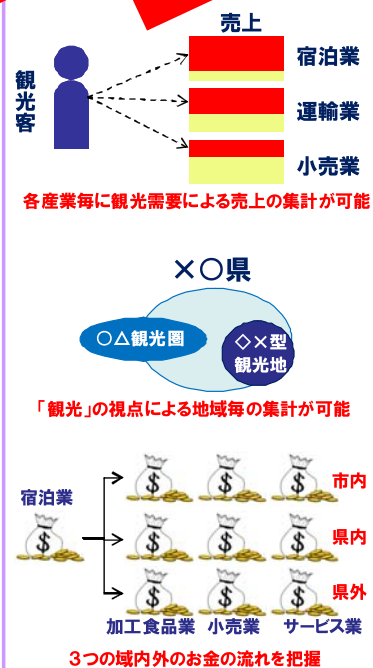 売上
観光客
宿泊業
運輸業
小売業
各産業毎に観光需要による売上の集計が可能
×〇県
〇△観光圏
◇×型
観光地
「観光」の視点による地域毎の集計が可能
宿泊業
$
$ $ $
市内
$ $ $
県内
$ $ $
県外
加工食品業 小売業 サービス業
3つの域内外のお金の流れを把握